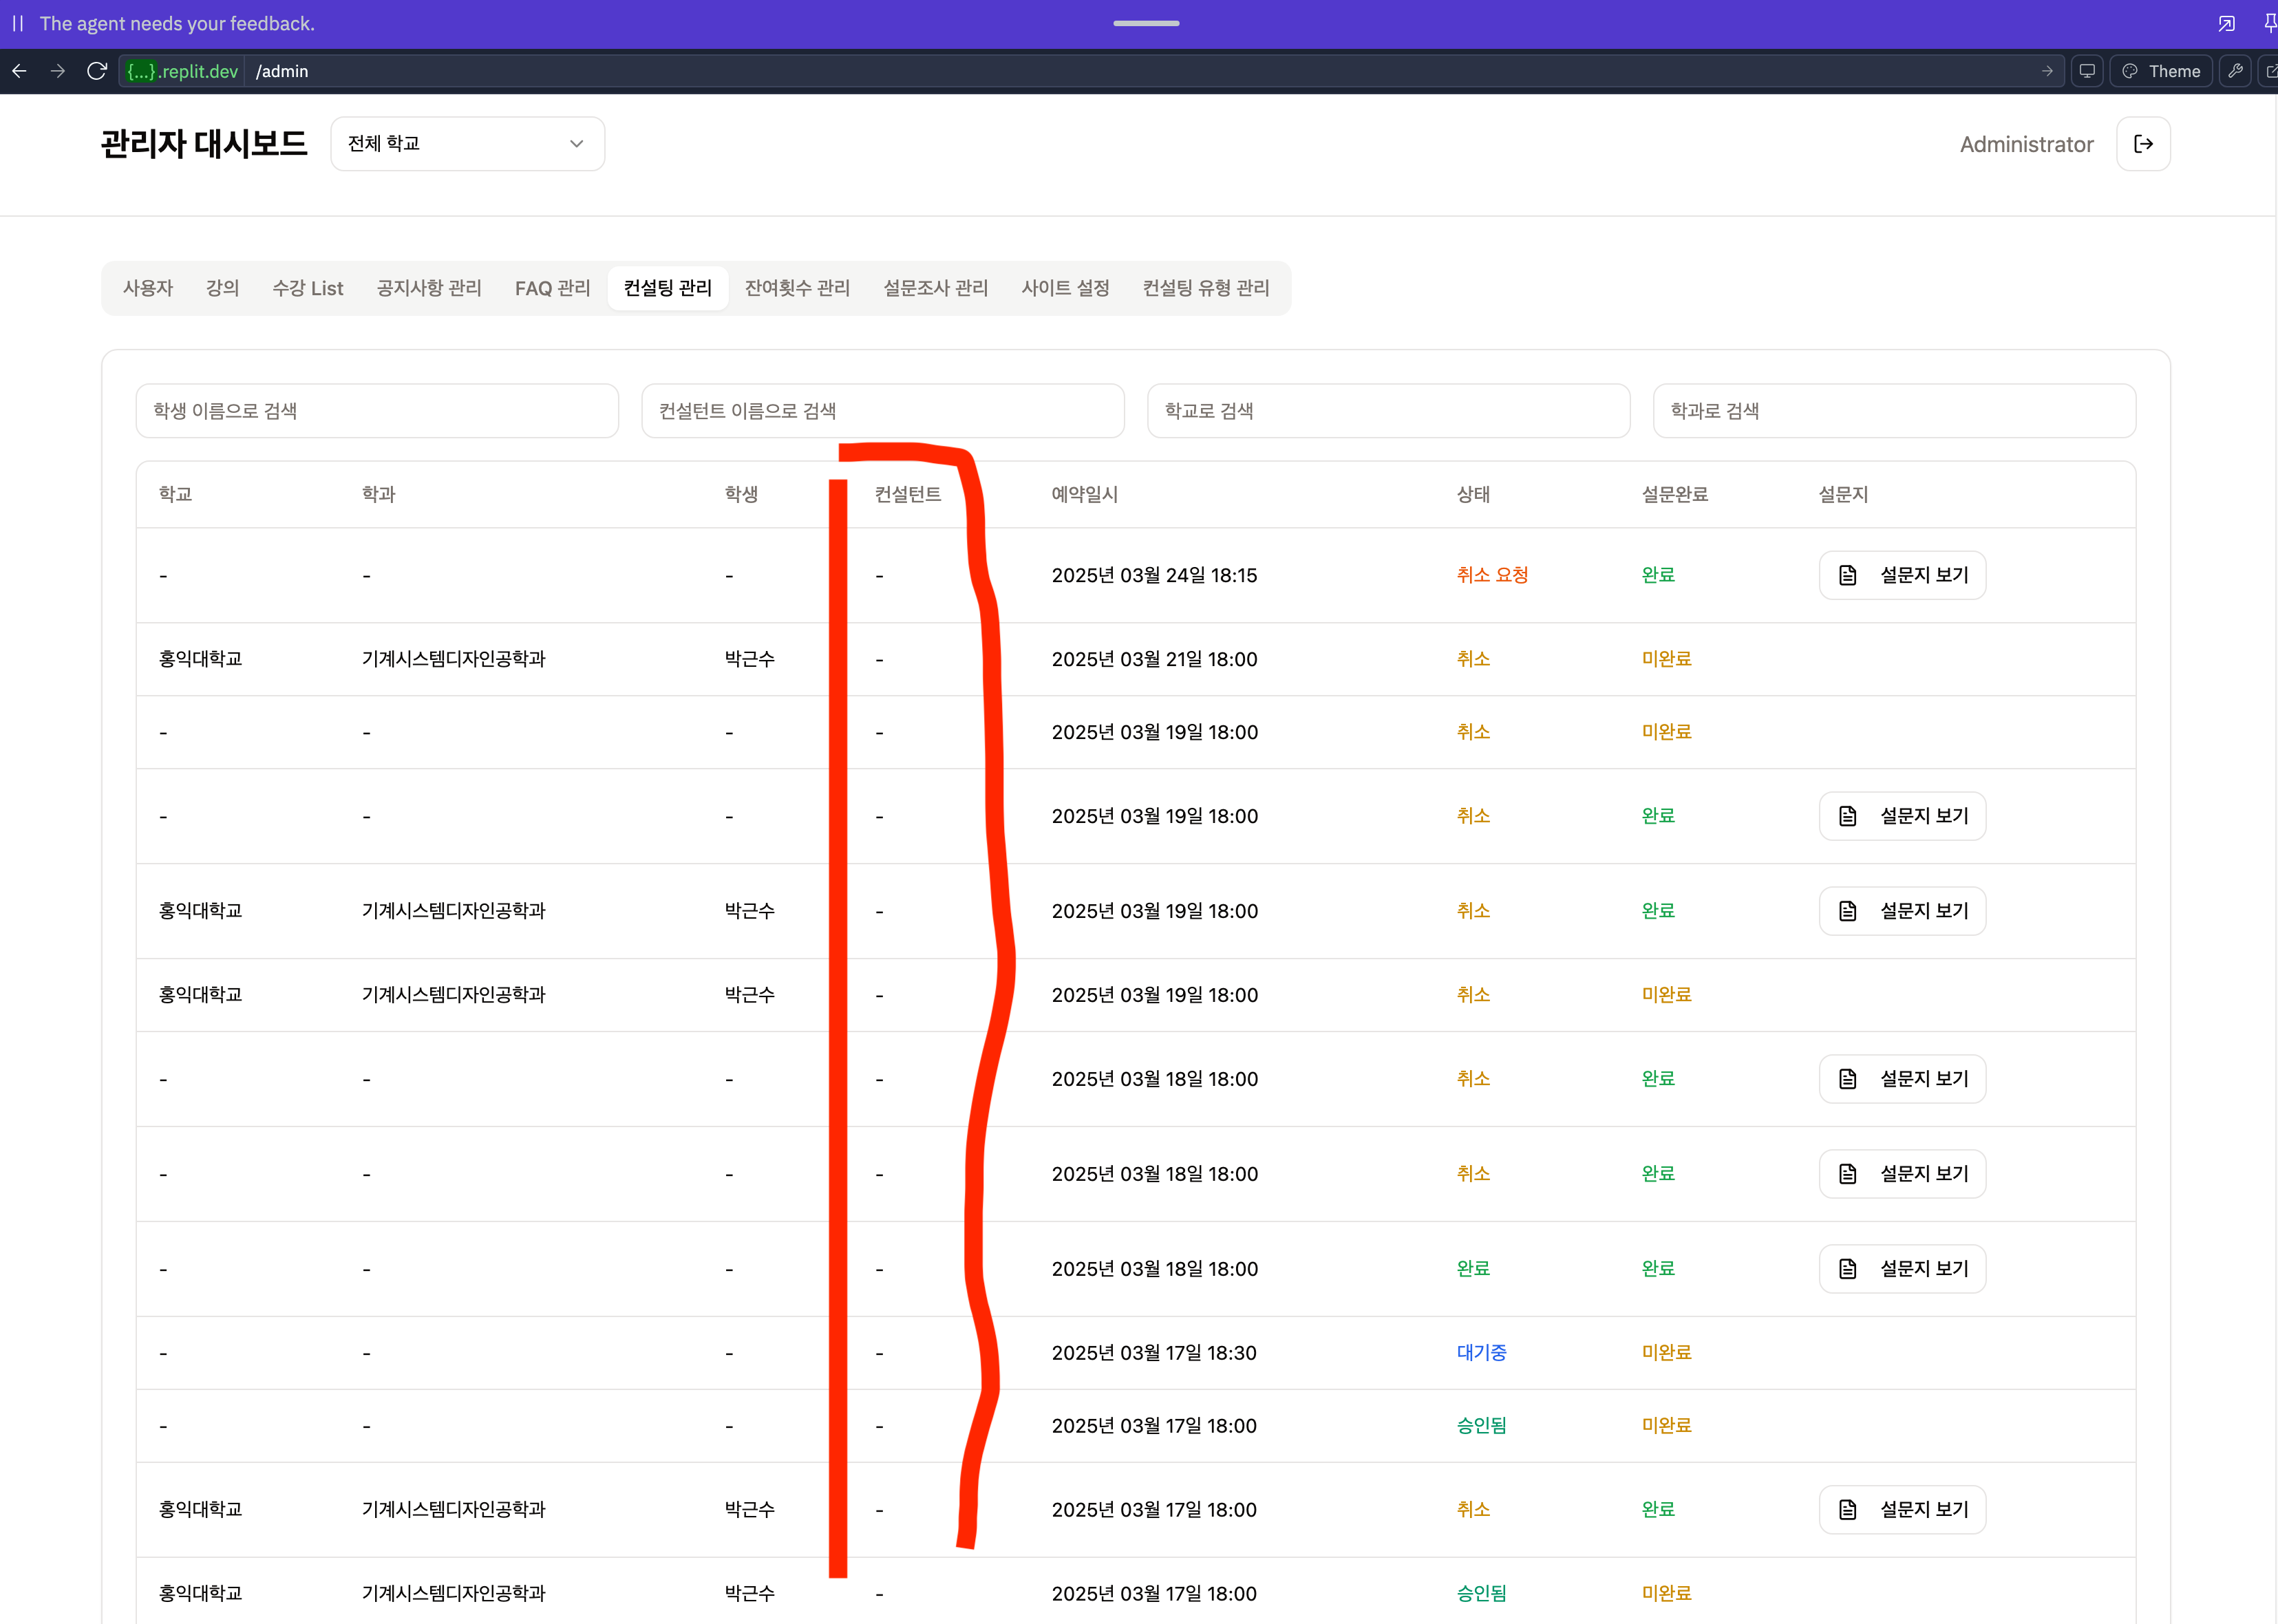 The agent needs your feedback.
{...}.replit.dev /admin Theme
관리자 대시보드 전체 학교 Administrator
사용자 강의 수강 List 공지사항 관리 FAQ 관리 컨설팅 관리 잔여횟수 관리 설문조사 관리 사이트 설정 컨설팅 유형 관리
학생 이름으로 검색 컨설턴트 이름으로 검색 학교로 검색 학과로 검색
학교 학과 학생 컨설턴트 예약일시 상태 설문완료 설문지
- - - - 2025년 03월 24일 18:15 취소 요청 완료 설문지 보기
홍익대학교 기계시스템디자인공학과 박근수 - 2025년 03월 21일 18:00 취소 미완료
- - - - 2025년 03월 19일 18:00 취소 미완료
- - - - 2025년 03월 19일 18:00 취소 완료 설문지 보기
홍익대학교 기계시스템디자인공학과 박근수 - 2025년 03월 19일 18:00 취소 완료 설문지 보기
홍익대학교 기계시스템디자인공학과 박근수 - 2025년 03월 19일 18:00 취소 미완료
- - - - 2025년 03월 18일 18:00 취소 완료 설문지 보기
- - - - 2025년 03월 18일 18:00 취소 완료 설문지 보기
- - - - 2025년 03월 18일 18:00 완료 완료 설문지 보기
- - - - 2025년 03월 17일 18:30 대기중 미완료
- - - - 2025년 03월 17일 18:00 승인됨 미완료
홍익대학교 기계시스템디자인공학과 박근수 - 2025년 03월 17일 18:00 취소 완료 설문지 보기
홍익대학교 기계시스템디자인공학과 박근수 - 2025년 03월 17일 18:00 승인됨 미완료